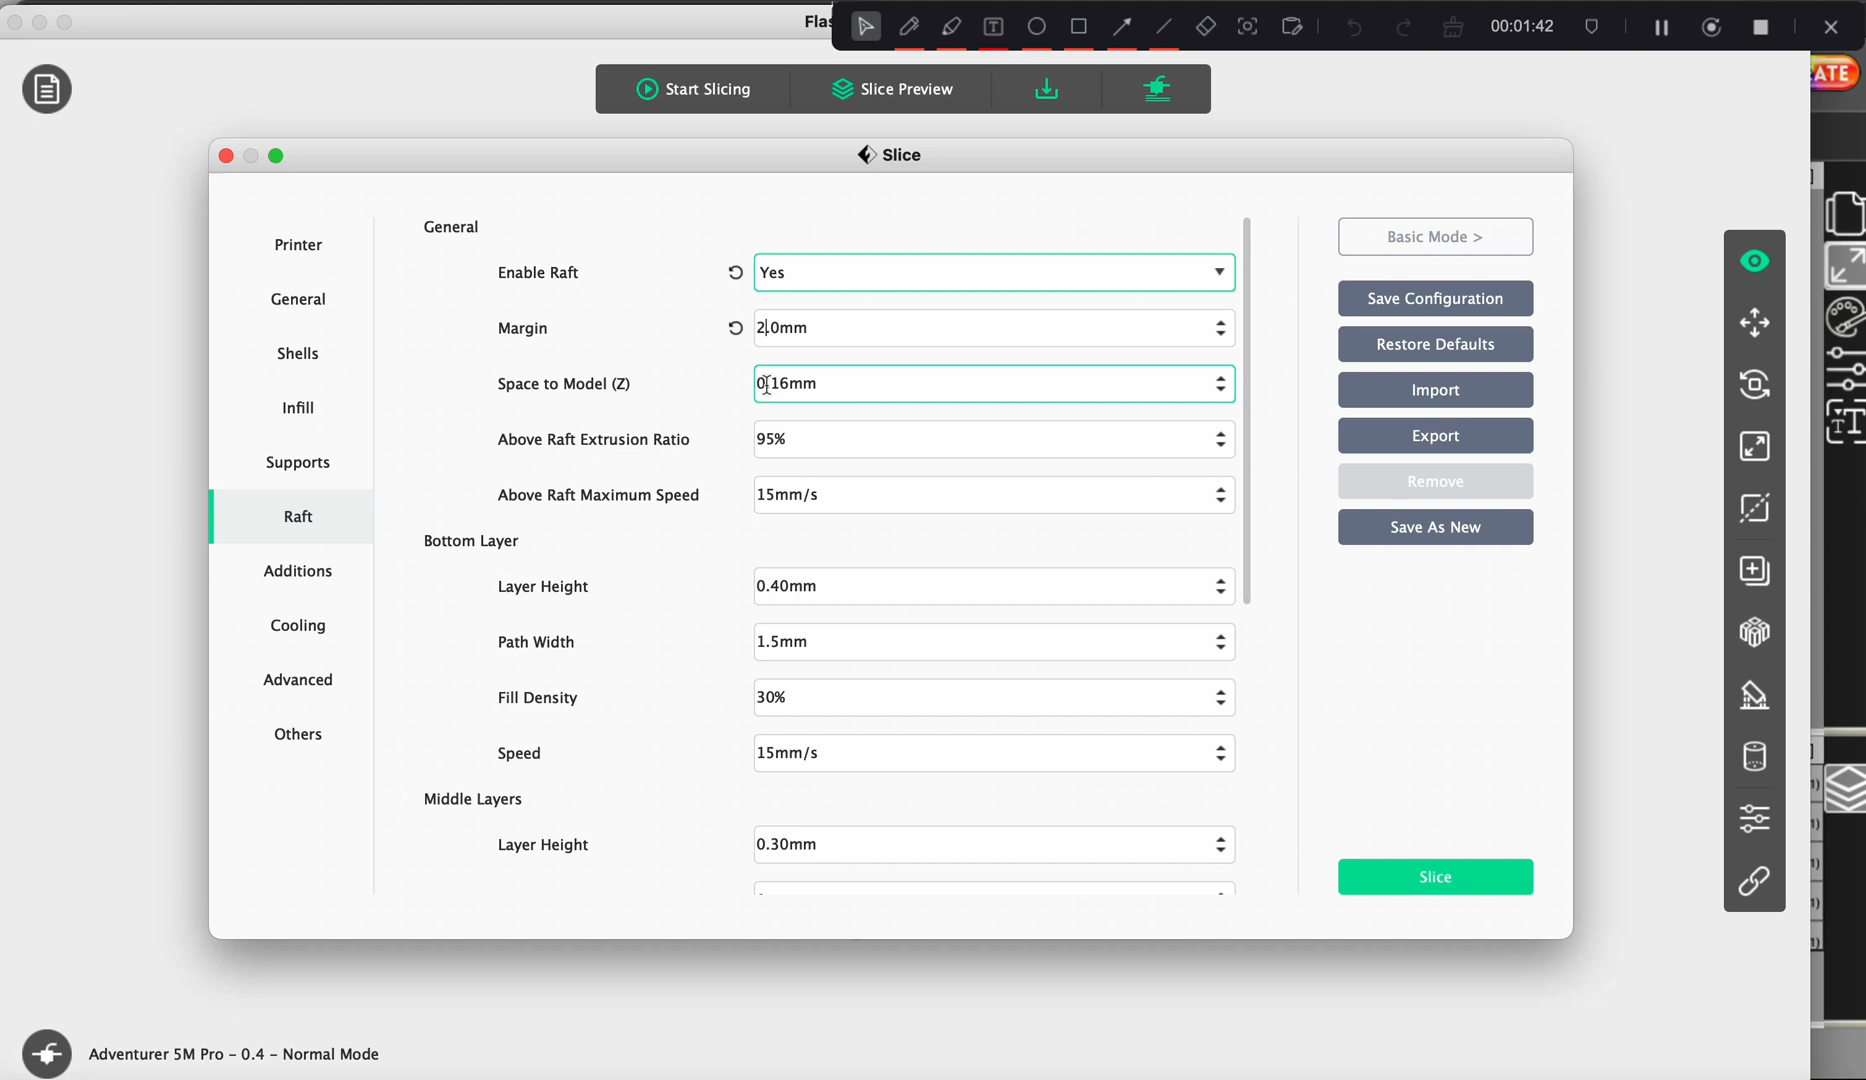 Flas
00:01:42
ATE
Start Slicing
Slice Preview
Slice
Printer
General
Shells
Infill
Supports
Raft
Additions
Cooling
Advanced
Others
General
Enable Raft
Yes
Margin
2.0mm
Space to Model (Z)
0.16mm
Above Raft Extrusion Ratio
95%
Above Raft Maximum Speed
15mm/s
Bottom Layer
Layer Height
0.40mm
Path Width
1.5mm
Fill Density
30%
Speed
15mm/s
Middle Layers
Layer Height
0.30mm
Basic Mode >
Save Configuration
Restore Defaults
Import
Export
Remove
Save As New
Slice
Adventurer 5M Pro - 0.4 - Normal Mode